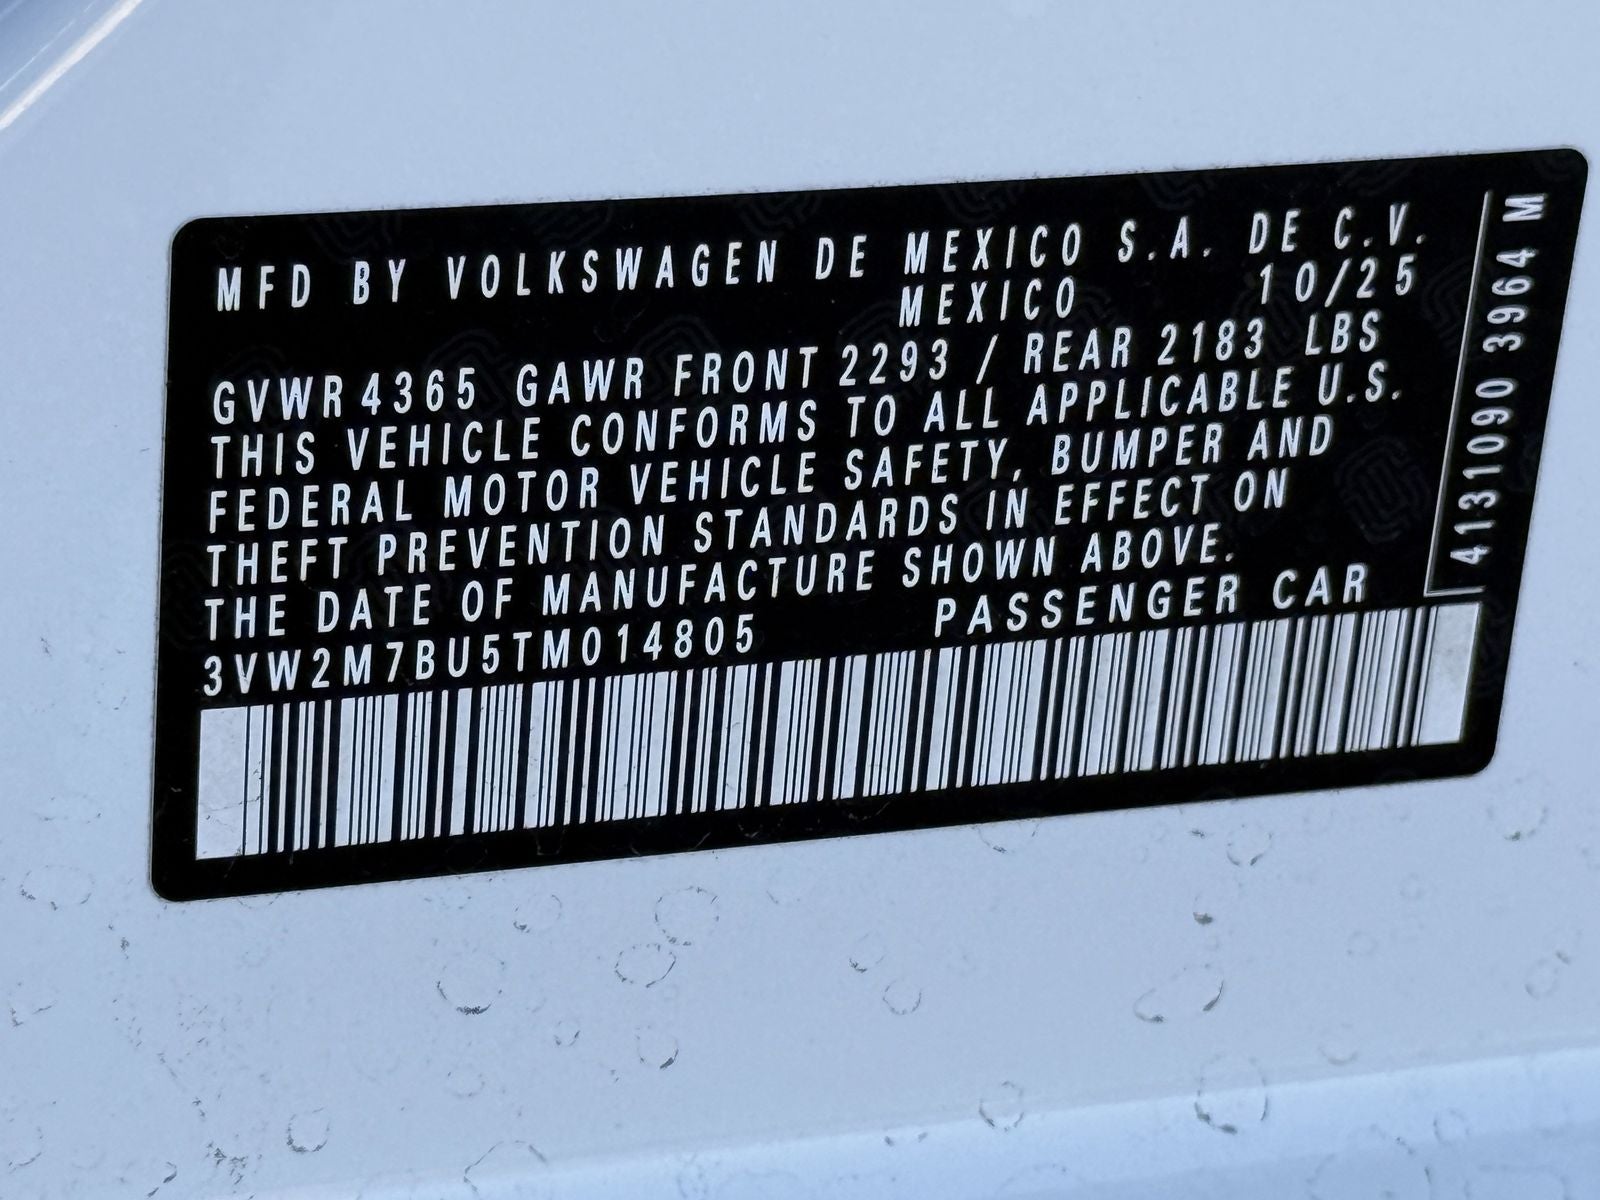 MFD BY VOLKSWAGEN DE MEXICO S.A. DE C.V.
MEXICO 10/25
GVWR 4365 GAWR FRONT 2293 / REAR 2183 LBS
THIS VEHICLE CONFORMS TO ALL APPLICABLE U.S.
FEDERAL MOTOR VEHICLE SAFETY, BUMPER AND
THEFT PREVENTION STANDARDS IN EFFECT ON
THE DATE OF MANUFACTURE SHOWN ABOVE.
3VW2M7BU5TM014805 PASSENGER CAR
4131090 3964 M